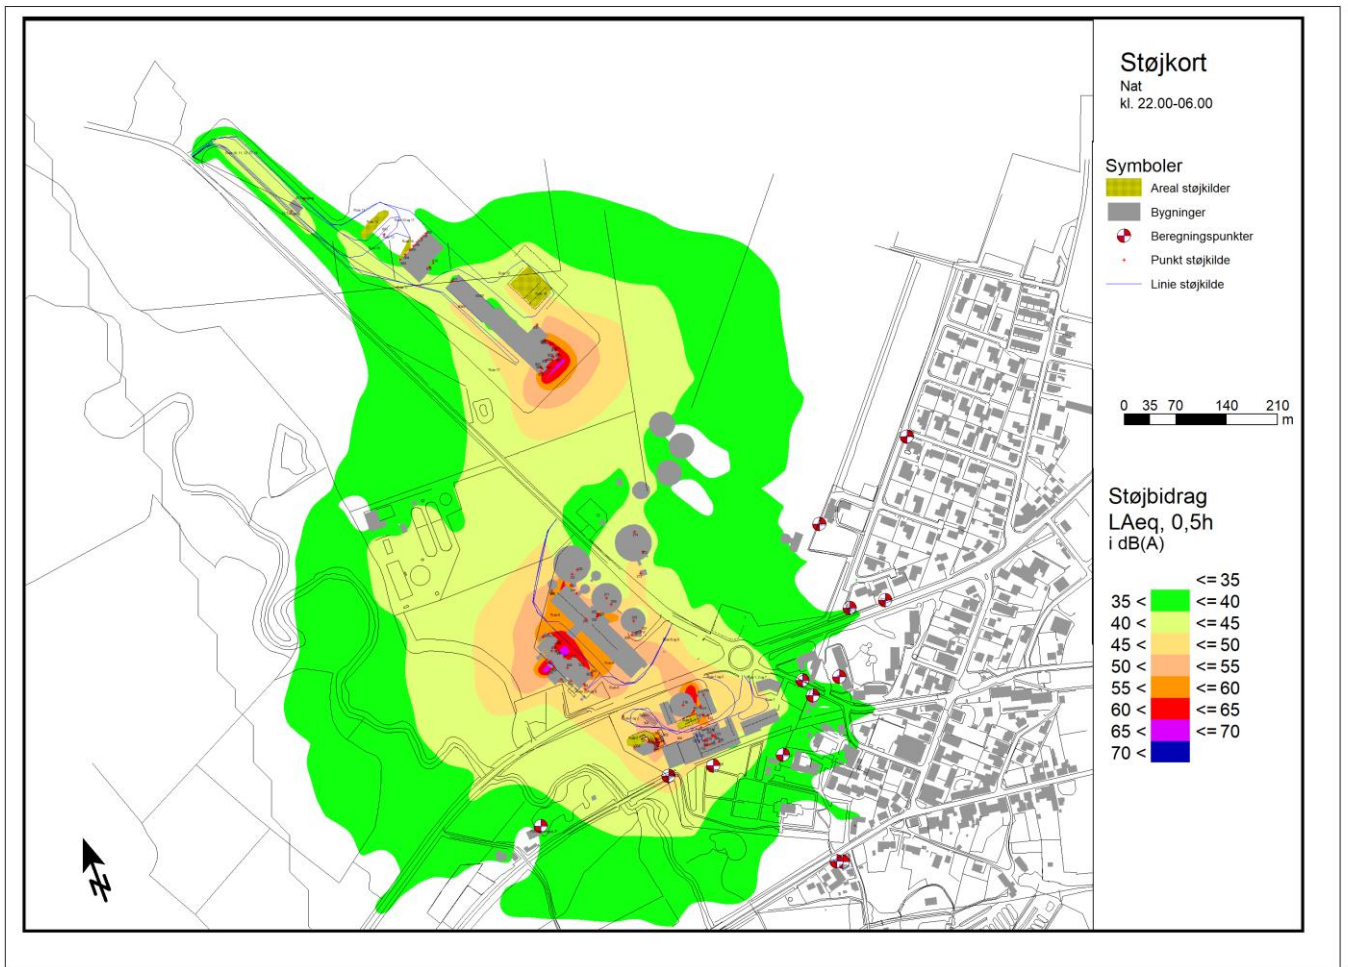 Støjkort
Nat
kl. 22.00-06.00
Symboler
Areal støjkilder
Bygninger
Beregningspunkter
Punkt støjkilde
Linie støjkilde
0 35 70 140 210
m
Støjbidrag
LAeq, 0,5h
i dB(A)
<= 35
35 < <= 40
40 < <= 45
45 < <= 50
50 < <= 55
55 < <= 60
60 < <= 65
65 < <= 70
70 <
N